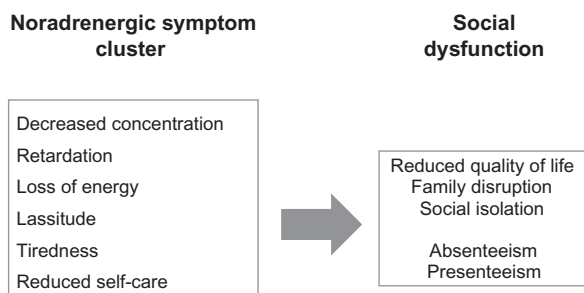 Noradrenergic symptom
cluster
Social
dysfunction
Decreased concentration
Retardation
Loss of energy
Lassitude
Tiredness
Reduced self-care
Reduced quality of life
Family disruption
Social isolation
Absenteeism
Presenteeism